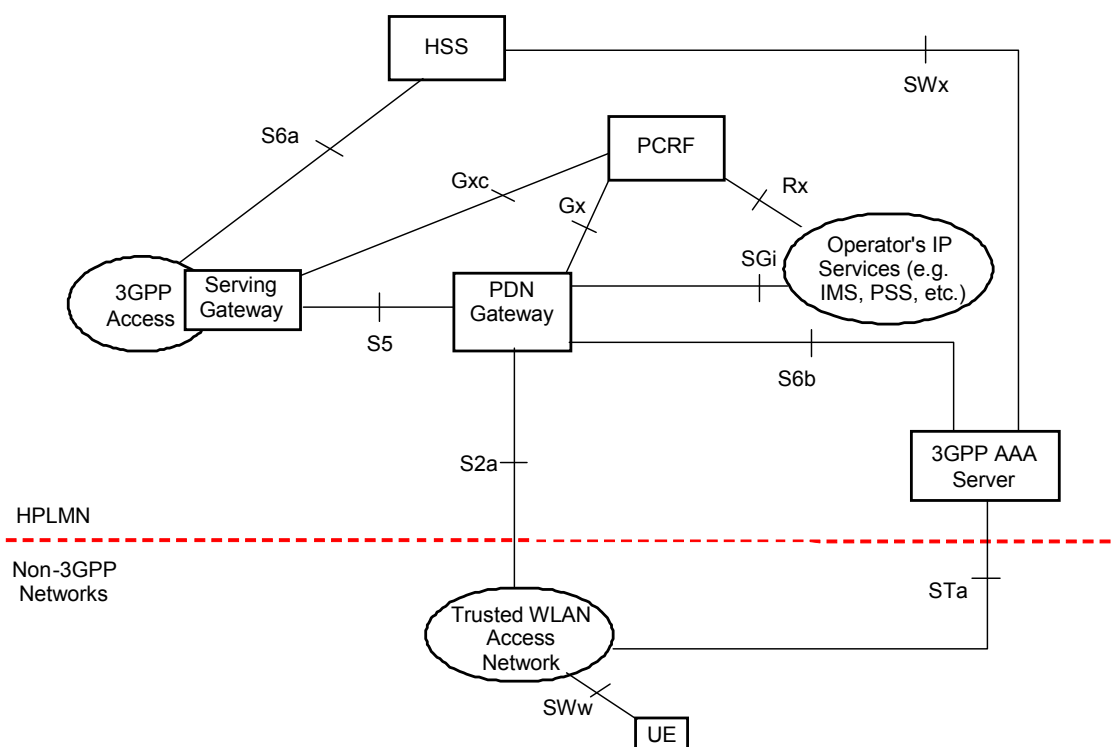 HSS
SWx
S6a
PCRF
Gxc
Rx
Gx
Operator's IP
Services (e.g.
IMS, PSS, etc.)
SGi
3GPP
Access
Serving
Gateway
PDN
Gateway
S5
S6b
S2a
3GPP AAA
Server
HPLMN
Non-3GPP
Networks
STa
Trusted WLAN
Access
Network
SWw
UE